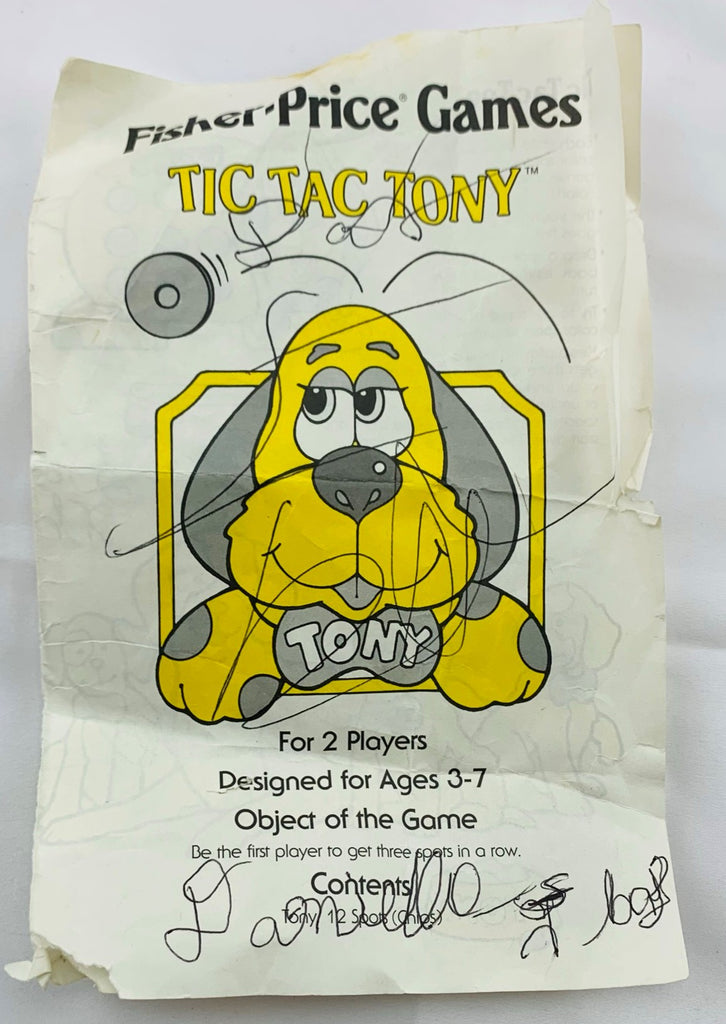 Fisher-Price® Games
TIC TAC TONY™
TONY
For 2 Players
Designed for Ages 3-7
Object of the Game
Be the first player to get three spots in a row.
Contents
Tony, 12 Spots (Chips)
Danielle